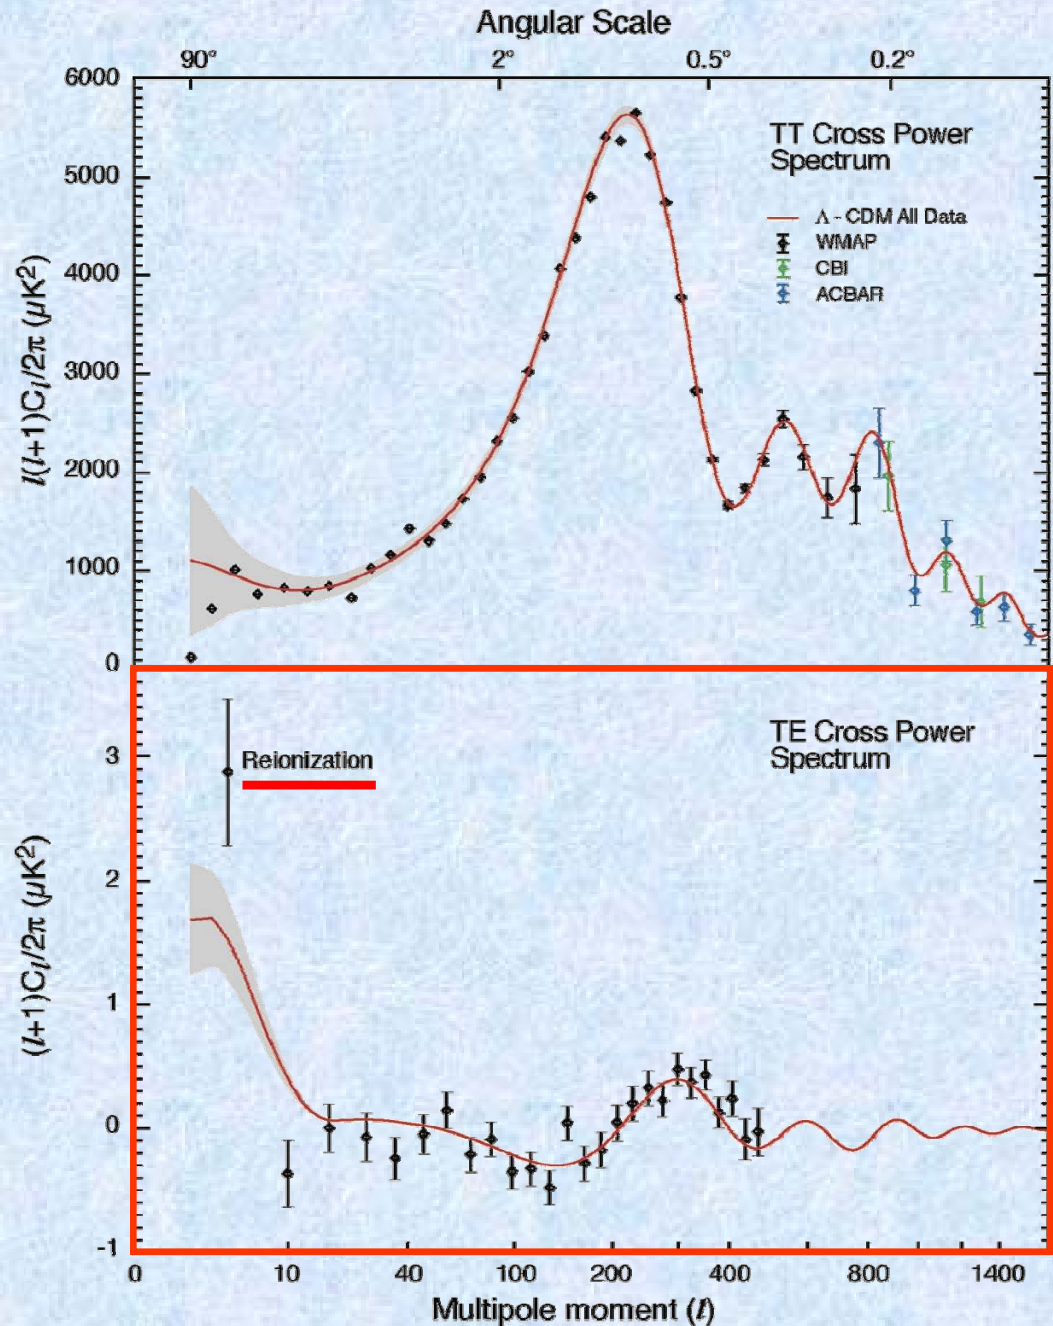 Angular Scale
90° 2° 0.5° 0.2°
6000
5000
4000
3000
2000
1000
0
l(l+1)Cl/2π (μK²)
TT Cross Power
Spectrum
Λ - CDM All Data
WMAP
CBI
ACBAR
3
2
1
0
-1
(l+1)Cl/2π (μK²)
Reionization
TE Cross Power
Spectrum
0 10 40 100 200 400 800 1400
Multipole moment (l)